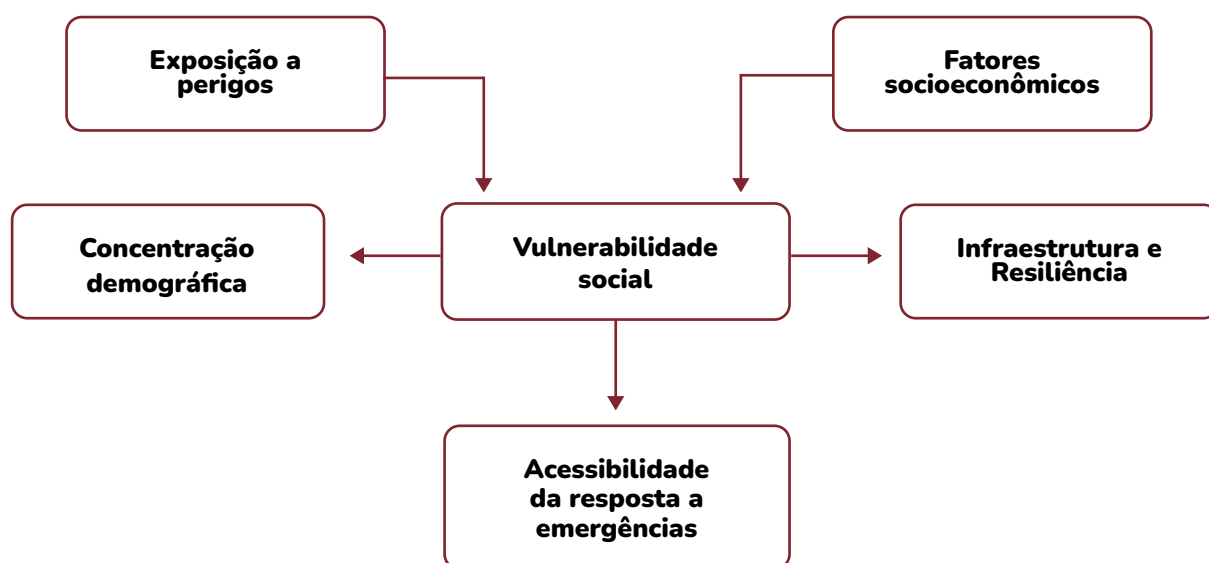 Exposição a
perigos
Fatores
socioeconômicos
Concentração
demográfica
Vulnerabilidade
social
Infraestrutura e
Resiliência
Acessibilidade
da resposta a
emergências